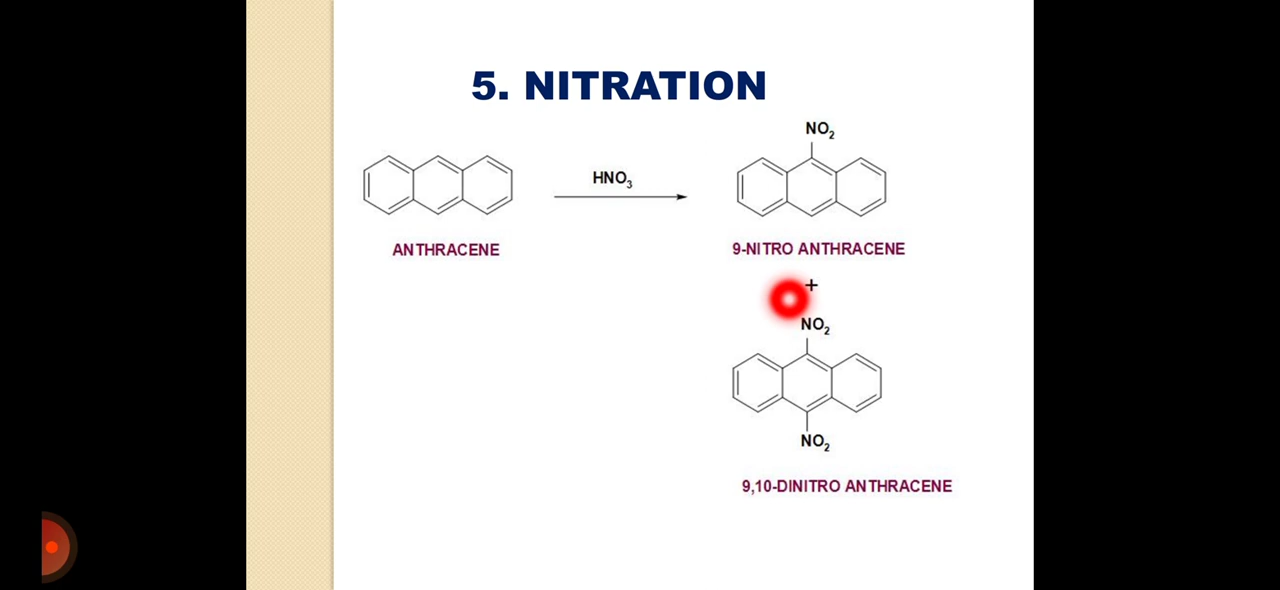 5. NITRATION
NO₂
HNO₃
ANTHRACENE
9-NITRO ANTHRACENE
+
NO₂
NO₂
9,10-DINITRO ANTHRACENE